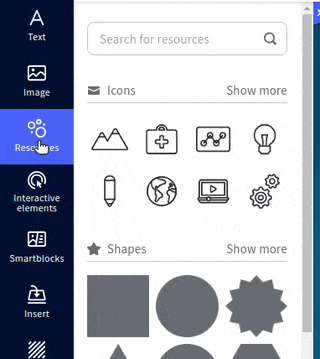 Text
Image
Resources
Interactive
elements
Smartblocks
Insert
Search for resources
Icons Show more
Shapes Show more